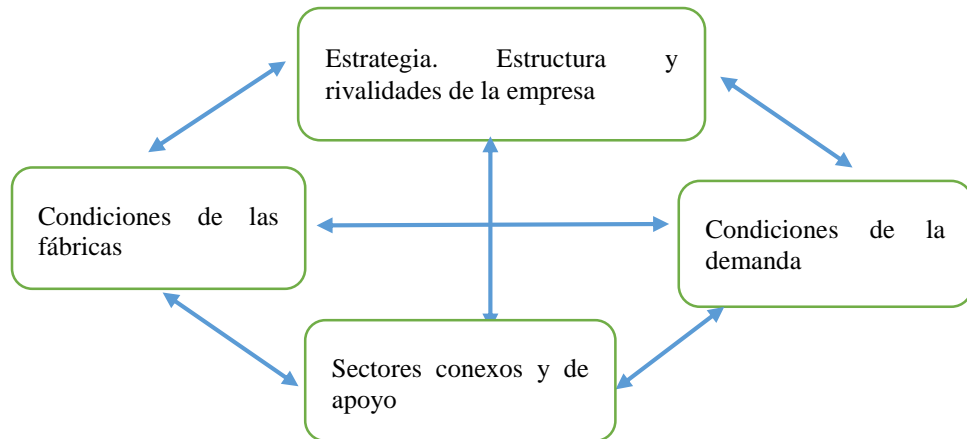 Estrategia. Estructura y
rivalidades de la empresa
Condiciones de las
fábricas
Condiciones de la
demanda
Sectores conexos y de
apoyo